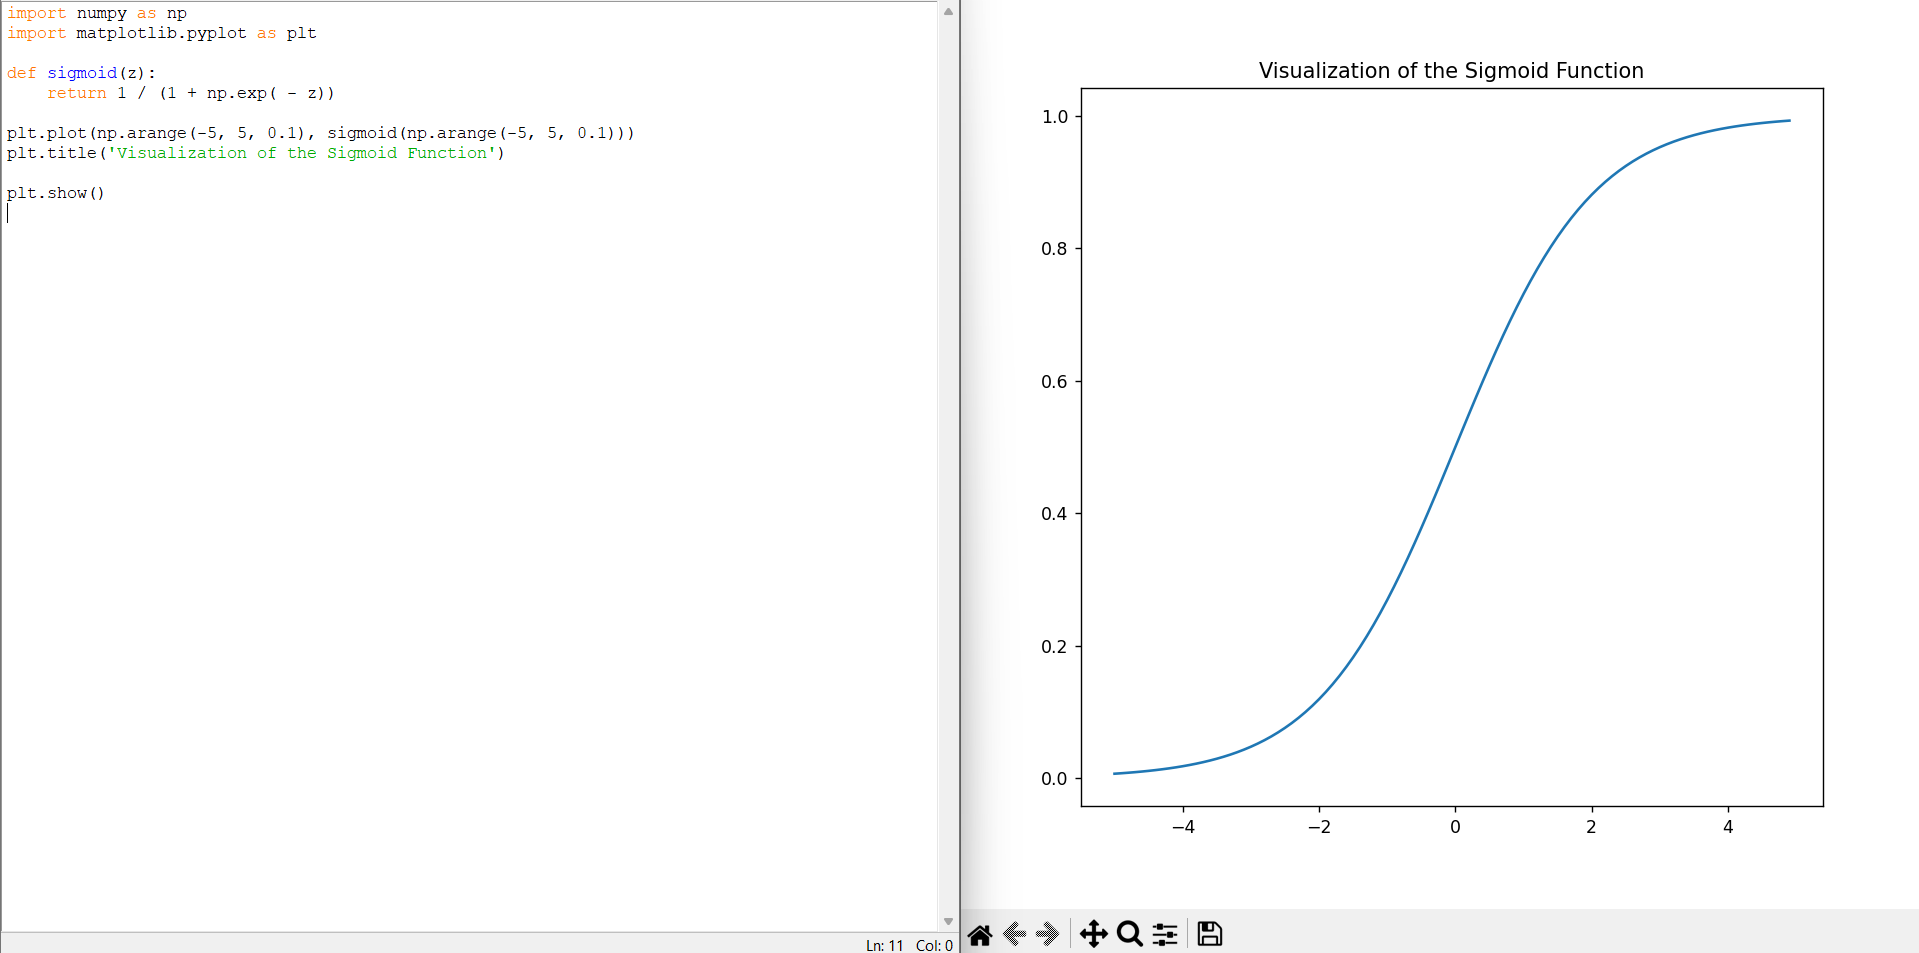 import numpy as np
import matplotlib.pyplot as plt
def sigmoid(z):
    return 1 / (1 + np.exp( - z))
plt.plot(np.arange(-5, 5, 0.1), sigmoid(np.arange(-5, 5, 0.1)))
plt.title('Visualization of the Sigmoid Function')
plt.show()
Ln: 11 Col: 0
Visualization of the Sigmoid Function
1.0
0.8
0.6
0.4
0.2
0.0
−4 −2 0 2 4